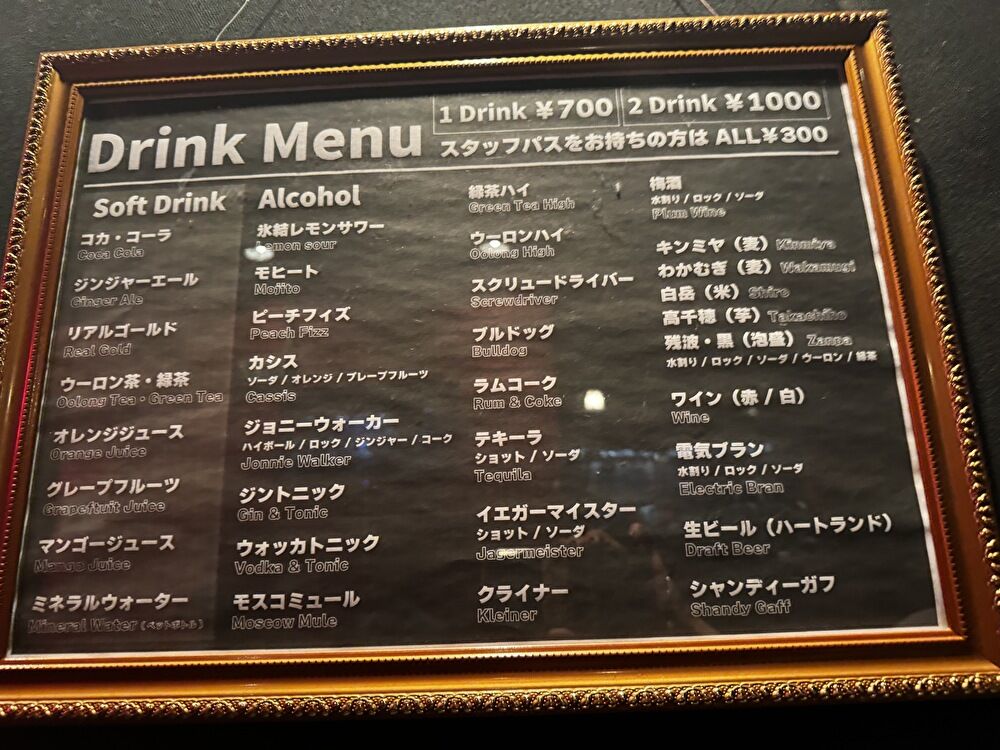 Drink Menu
1 Drink ¥700
2 Drink ¥1000
スタッフパスをお持ちの方は ALL¥300
Soft Drink
コカ・コーラ
Coca Cola
ジンジャーエール
Ginger Ale
リアルゴールド
Real Gold
ウーロン茶・緑茶
Oolong Tea・Green Tea
オレンジジュース
Orange Juice
グレープフルーツ
Grapeftuit Juice
マンゴージュース
Mango Juice
ミネラルウォーター
Mineral Water (ペットボトル)
Alcohol
氷結レモンサワー
Lemon sour
モヒート
Mojito
ピーチフィズ
Peach Fizz
カシス
ソーダ / オレンジ / グレープフルーツ
Cassis
ジョニーウォーカー
ハイボール / ロック / ジンジャー / コーク
Jonnie Walker
ジントニック
Gin & Tonic
ウォッカトニック
Vodka & Tonic
モスコミュール
Moscow Mule
緑茶ハイ
Green Tea High
ウーロンハイ
Oolong High
スクリュードライバー
Screwdriver
ブルドッグ
Bulldog
ラムコーク
Rum & Coke
テキーラ
ショット / ソーダ
Tequila
イエガーマイスター
ショット / ソーダ
Jagermeister
クライナー
Kleiner
梅酒
水割り / ロック / ソーダ
Plum Wine
キンミヤ（麦）Kinmiya
わかむぎ（麦）Wakamugi
白岳（米）Shiro
高千穂（芋）Takachiho
残波・黒（泡盛）Zanpa
水割り / ロック / ソーダ / ウーロン / 緑茶
ワイン（赤 / 白）
Wine
電気ブラン
水割り / ロック / ソーダ
Electric Bran
生ビール（ハートランド）
Draft Beer
シャンディーガフ
Shandy Gaff